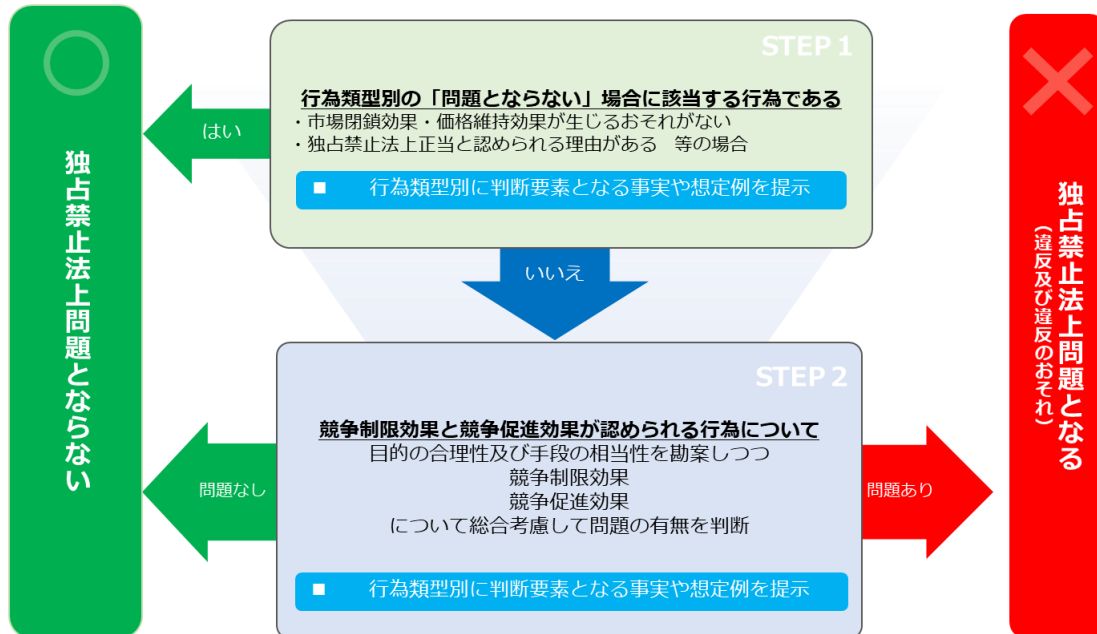 独占禁止法上問題とならない
はい
STEP 1
行為類型別の「問題とならない」場合に該当する行為である
・市場閉鎖効果・価格維持効果が生じるおそれがない
・独占禁止法上正当と認められる理由がある　等の場合
■　行為類型別に判断要素となる事実や想定例を提示
いいえ
STEP 2
競争制限効果と競争促進効果が認められる行為について
目的の合理性及び手段の相当性を勘案しつつ
競争制限効果
競争促進効果
について総合考慮して問題の有無を判断
■　行為類型別に判断要素となる事実や想定例を提示
問題なし
問題あり
独占禁止法上問題となる
（違反及び違反のおそれ）